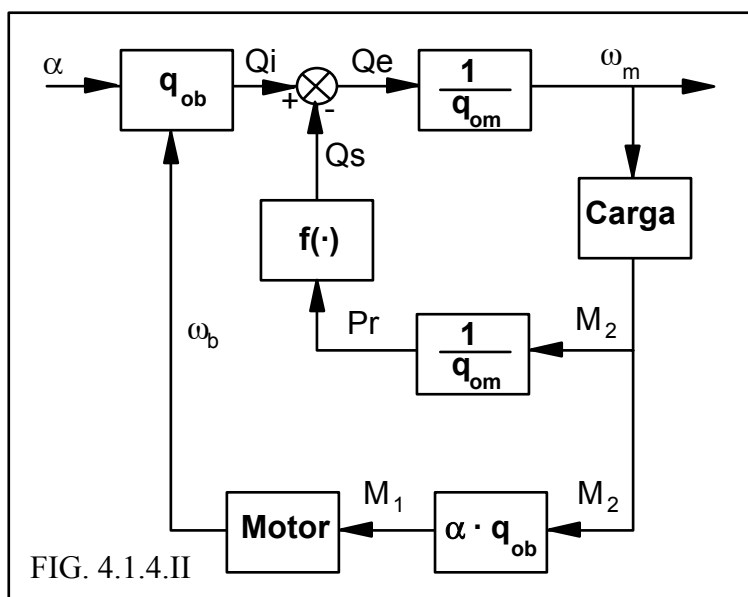 α
q_ob
Qi
+
-
Qe
1
q_om
ω_m
Qs
f(·)
Carga
ω_b
Pr
1
q_om
M_2
Motor
M_1
α · q_ob
M_2
FIG. 4.1.4.II